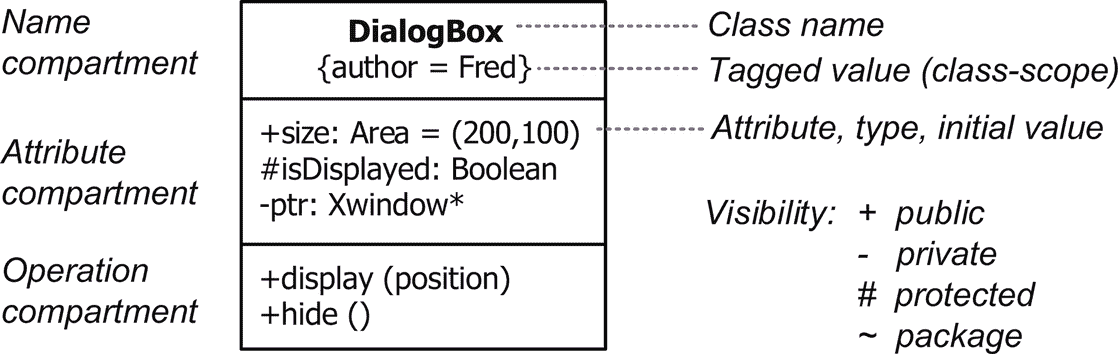 Name
compartment
DialogBox
{author = Fred}
Class name
Tagged value (class-scope)
Attribute
compartment
+size: Area = (200,100)
#isDisplayed: Boolean
-ptr: Xwindow*
Attribute, type, initial value
Operation
compartment
+display (position)
+hide ()
Visibility: + public
- private
# protected
~ package